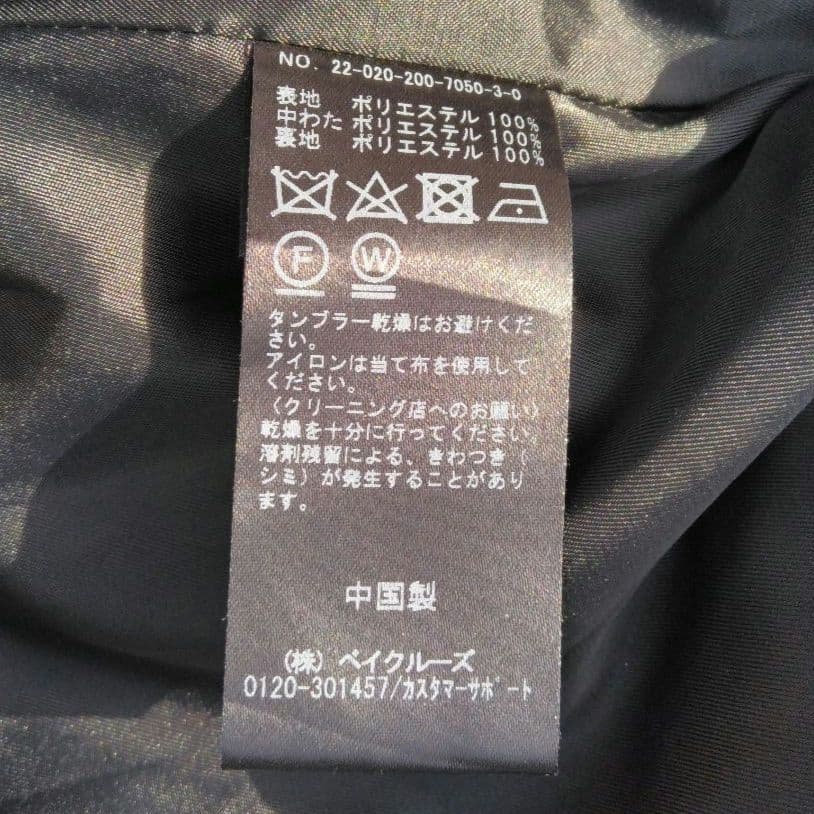 NO. 22-020-200-7050-3-0
表地 ポリエステル 100%
中わた ポリエステル 100%
裏地 ポリエステル 100%
F W
タンブラー乾燥はお避けくだ
さい。
アイロンは当て布を使用して
ください。
〈クリーニング店へのお願い〉
乾燥を十分に行ってください。
溶剤残留による、きわつき（
シミ）が発生することがあり
ます。
中国製
(株) ベイクルーズ
0120-301457/ｶｽﾀﾏｰｻﾎﾟｰﾄ